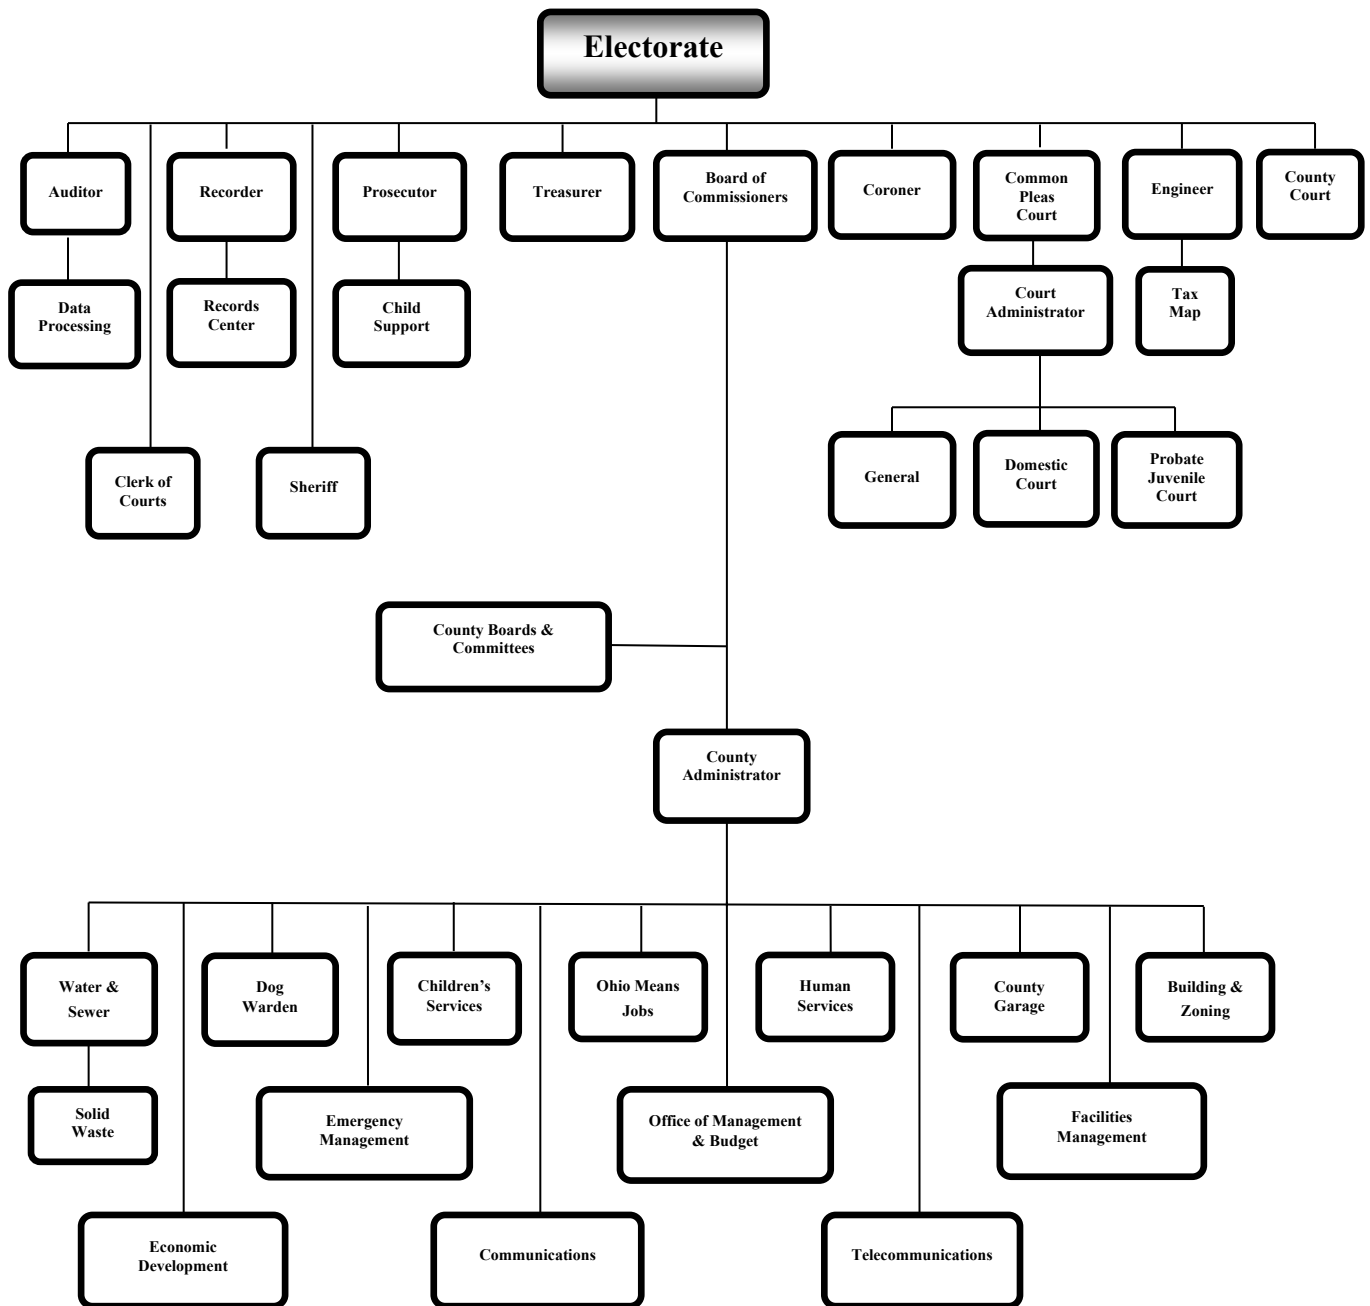 Electorate
Auditor
Recorder
Prosecutor
Treasurer
Board of
Commissioners
Coroner
Common
Pleas
Court
Engineer
County
Court
Data
Processing
Records
Center
Child
Support
Court
Administrator
Tax
Map
Clerk of
Courts
Sheriff
General
Domestic
Court
Probate
Juvenile
Court
County Boards &
Committees
County
Administrator
Water &
Sewer
Dog
Warden
Children’s
Services
Ohio Means
Jobs
Human
Services
County
Garage
Building &
Zoning
Solid
Waste
Emergency
Management
Office of Management
& Budget
Facilities
Management
Economic
Development
Communications
Telecommunications